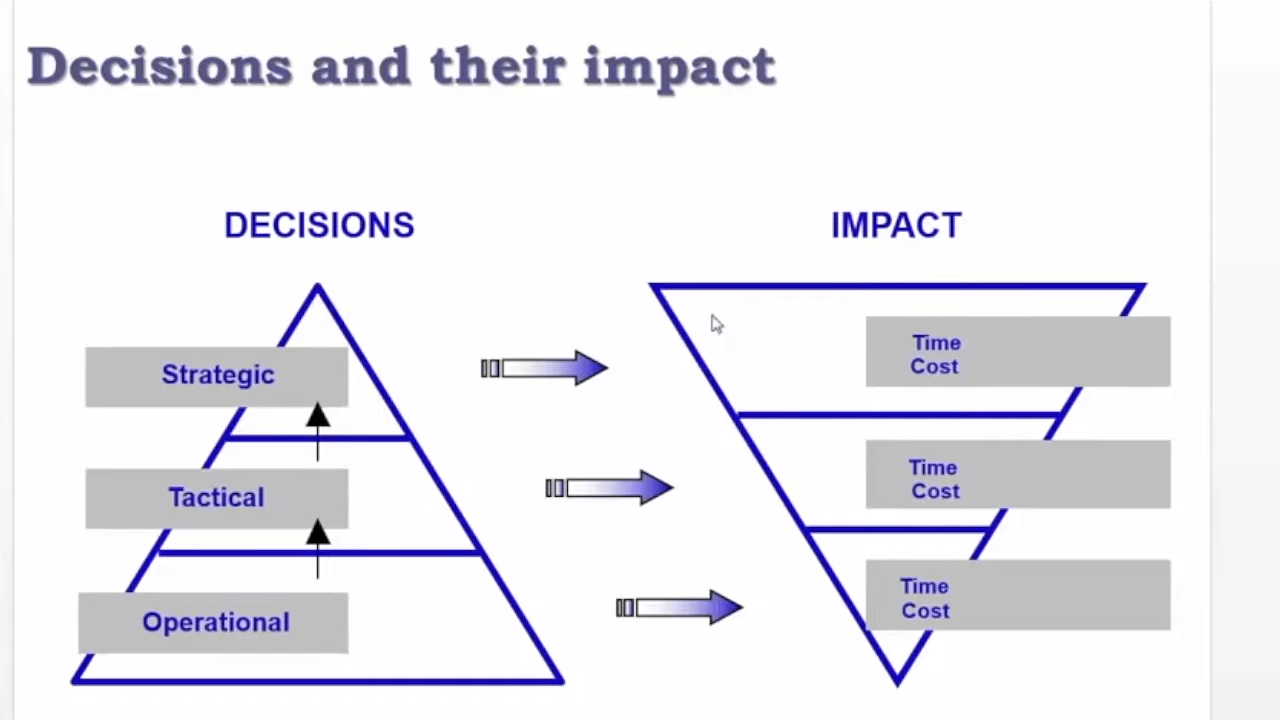 Decisions and their impact
DECISIONS
IMPACT
Strategic
Time
Cost
Tactical
Time
Cost
Operational
Time
Cost